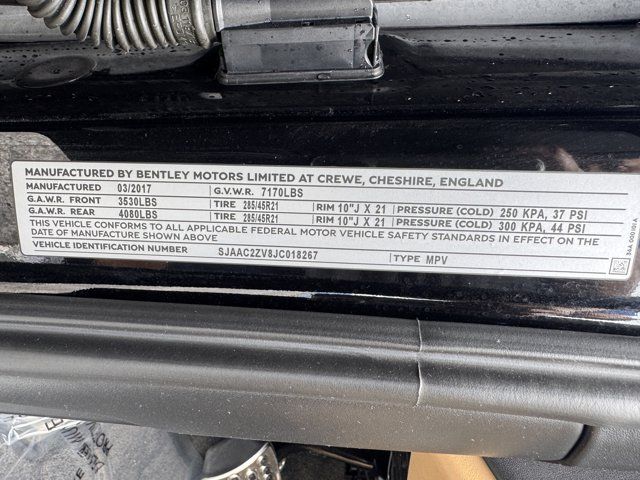 MANUFACTURED BY BENTLEY MOTORS LIMITED AT CREWE, CHESHIRE, ENGLAND
MANUFACTURED 03/2017 G.V.W.R. 7170LBS
G.A.W.R. FRONT 3530LBS TIRE 285/45R21 RIM 10"J X 21 PRESSURE (COLD) 250 KPA, 37 PSI
G.A.W.R. REAR 4080LBS TIRE 285/45R21 RIM 10"J X 21 PRESSURE (COLD) 300 KPA, 44 PSI
THIS VEHICLE CONFORMS TO ALL APPLICABLE FEDERAL MOTOR VEHICLE SAFETY STANDARDS IN EFFECT ON THE
DATE OF MANUFACTURE SHOWN ABOVE
VEHICLE IDENTIFICATION NUMBER SJAAC2ZV8JC018267 TYPE MPV